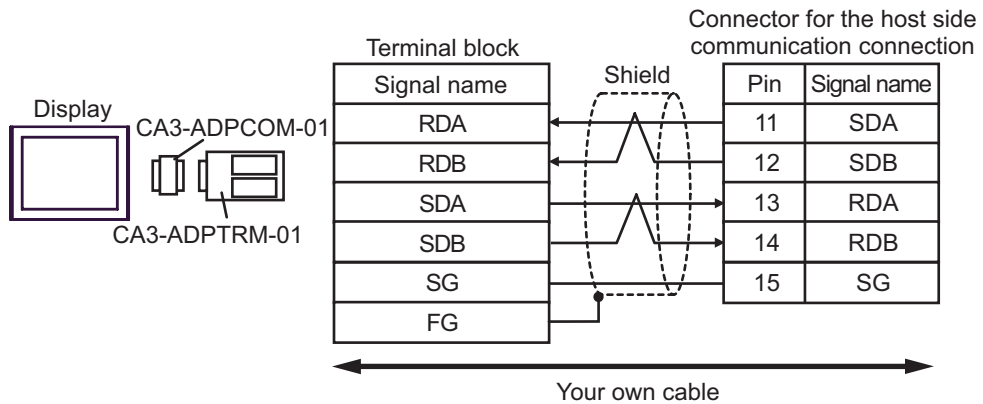 Connector for the host side
communication connection
Terminal block
Signal name
Shield
Pin Signal name
Display
CA3-ADPCOM-01
CA3-ADPTRM-01
RDA 11 SDA
RDB 12 SDB
SDA 13 RDA
SDB 14 RDB
SG 15 SG
FG
Your own cable